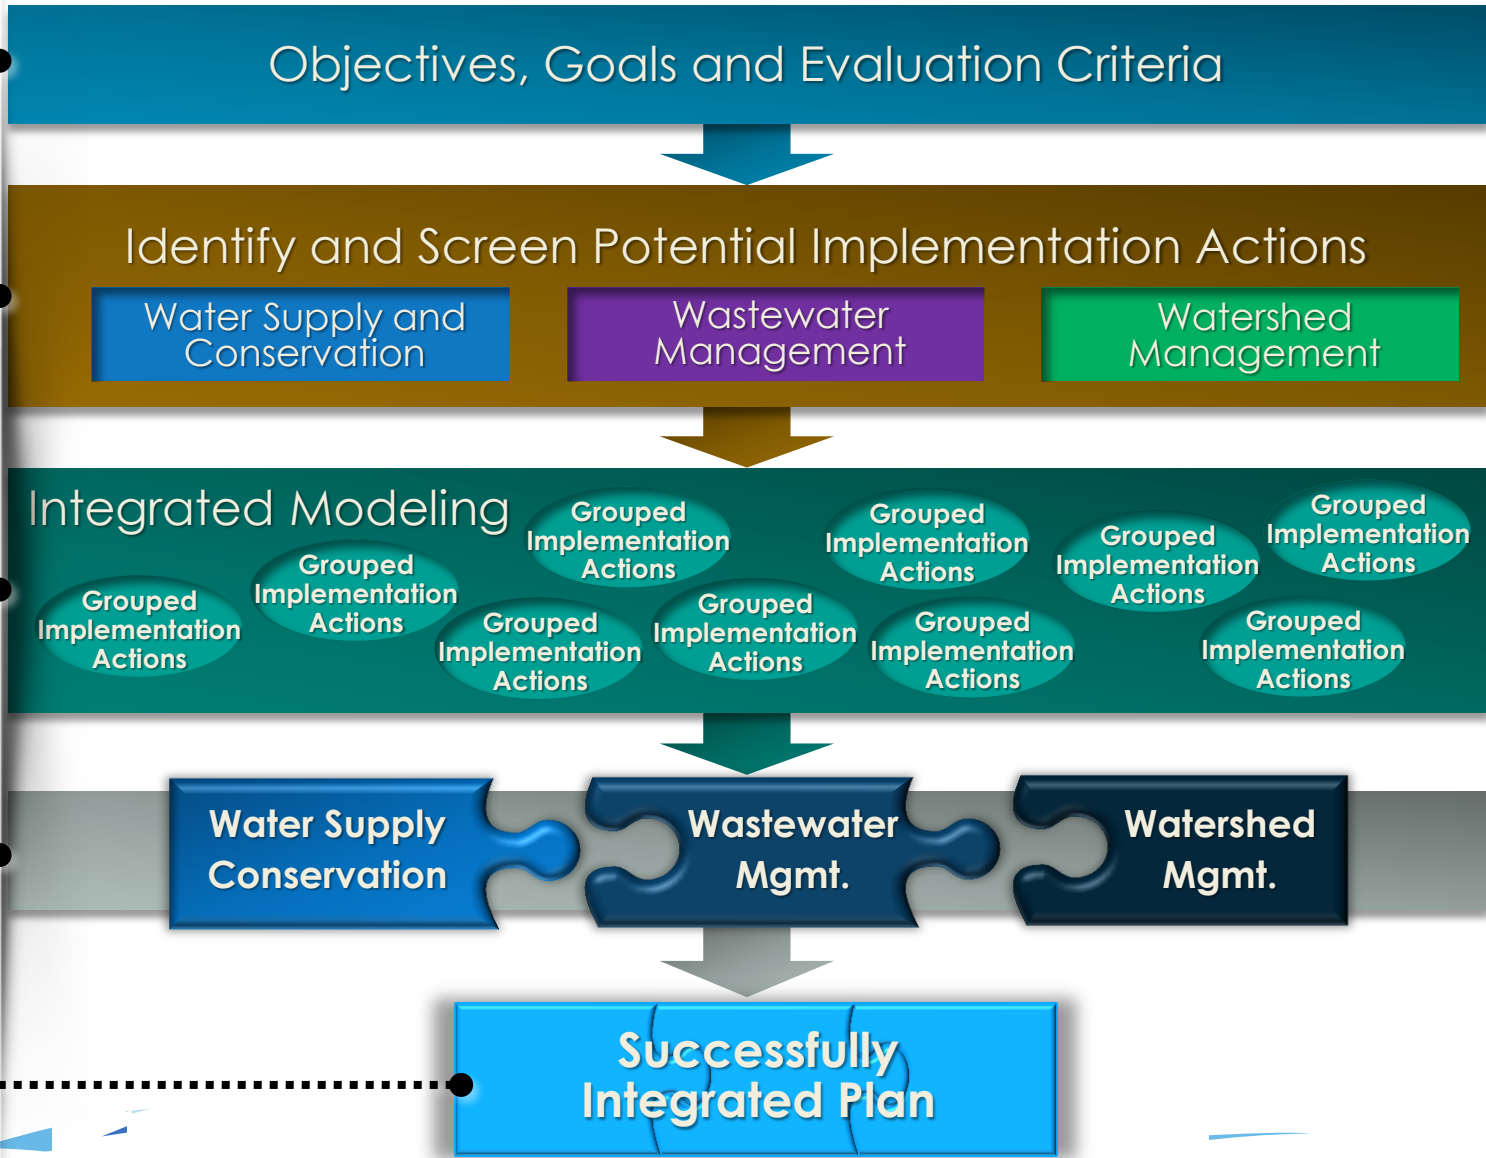 Objectives, Goals and Evaluation Criteria
Identify and Screen Potential Implementation Actions
Water Supply and
Conservation
Wastewater
Management
Watershed
Management
Integrated Modeling
Grouped
Implementation
Actions
Grouped
Implementation
Actions
Grouped
Implementation
Actions
Grouped
Implementation
Actions
Grouped
Implementation
Actions
Grouped
Implementation
Actions
Grouped
Implementation
Actions
Grouped
Implementation
Actions
Grouped
Implementation
Actions
Grouped
Implementation
Actions
Water Supply
Conservation
Wastewater
Mgmt.
Watershed
Mgmt.
Successfully
Integrated Plan